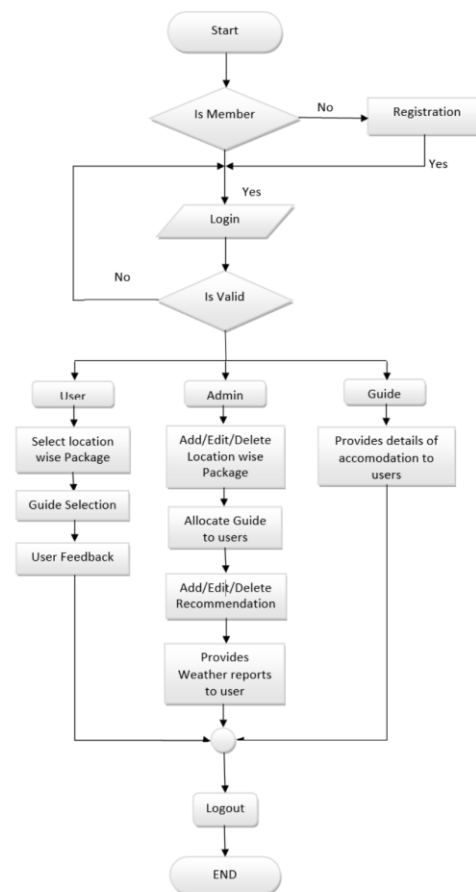 Start
Is Member
No
Registration
Yes
Yes
Login
No
Is Valid
User
Admin
Guide
Select location
wise Package
Add/Edit/Delete
Location wise
Package
Provides details of
accomodation to
users
Guide Selection
Allocate Guide
to users
User Feedback
Add/Edit/Delete
Recommendation
Provides
Weather reports
to user
Logout
END